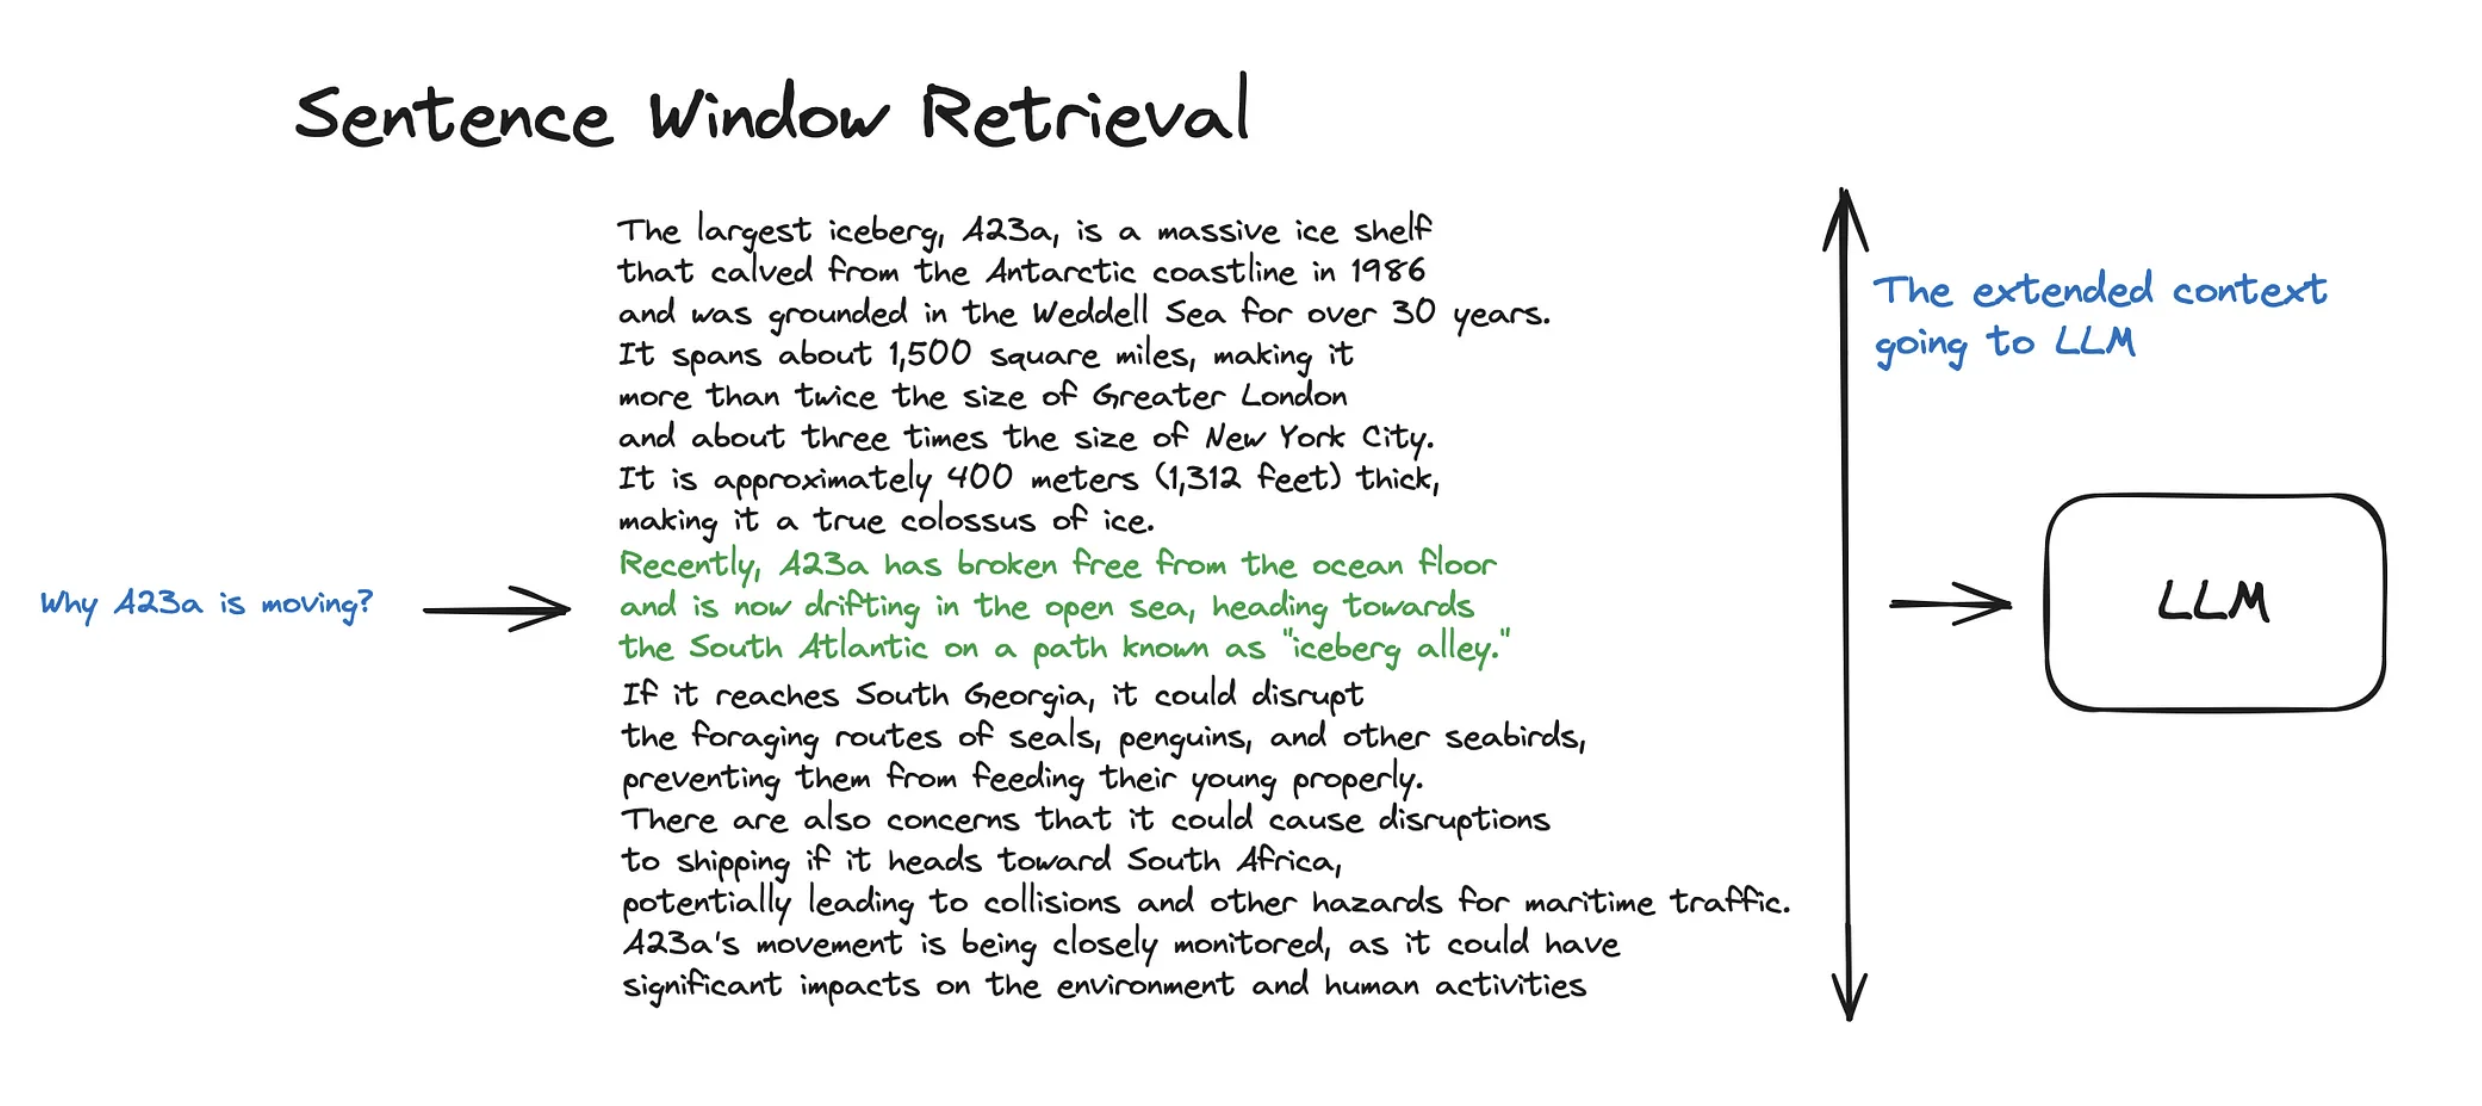 Sentence Window Retrieval
The largest iceberg, A23a, is a massive ice shelf
that calved from the Antarctic coastline in 1986
and was grounded in the Weddell Sea for over 30 years.
It spans about 1,500 square miles, making it
more than twice the size of Greater London
and about three times the size of New York City.
It is approximately 400 meters (1,312 feet) thick,
making it a true colossus of ice.
Recently, A23a has broken free from the ocean floor
and is now drifting in the open sea, heading towards
the South Atlantic on a path known as "iceberg alley."
If it reaches South Georgia, it could disrupt
the foraging routes of seals, penguins, and other seabirds,
preventing them from feeding their young properly.
There are also concerns that it could cause disruptions
to shipping if it heads toward South Africa,
potentially leading to collisions and other hazards for maritime traffic.
A23a's movement is being closely monitored, as it could have
significant impacts on the environment and human activities
Why A23a is moving?
The extended context
going to LLM
LLM